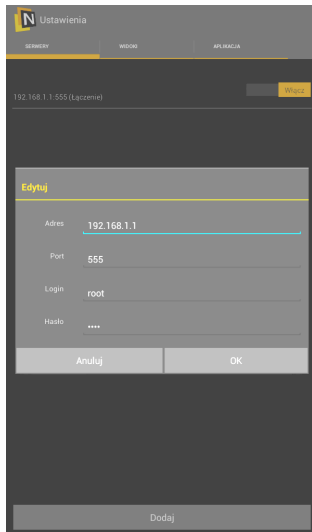 N Ustawienia
SERWERY WIDOKI APLIKACJA
192.168.1.1:555 (Łączenie) Włącz
Edytuj
Adres 192.168.1.1
Port 555
Login root
Hasło ••••
Anuluj OK
Dodaj